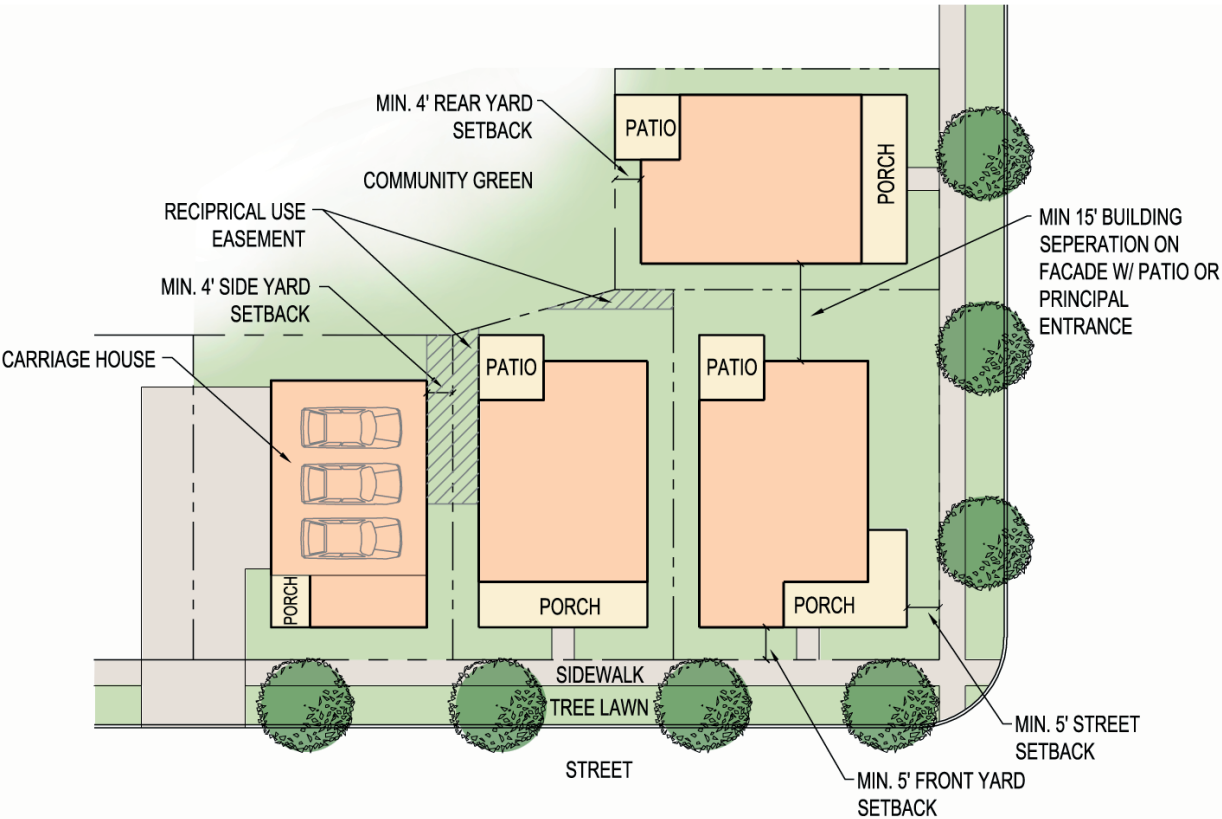 MIN. 4' REAR YARD
SETBACK
PATIO
PORCH
COMMUNITY GREEN
RECIPRICAL USE
EASEMENT
MIN 15' BUILDING
SEPERATION ON
FACADE W/ PATIO OR
PRINCIPAL
ENTRANCE
MIN. 4' SIDE YARD
SETBACK
CARRIAGE HOUSE
PATIO
PATIO
PORCH
PORCH
PORCH
SIDEWALK
TREE LAWN
STREET
MIN. 5' STREET
SETBACK
MIN. 5' FRONT YARD
SETBACK